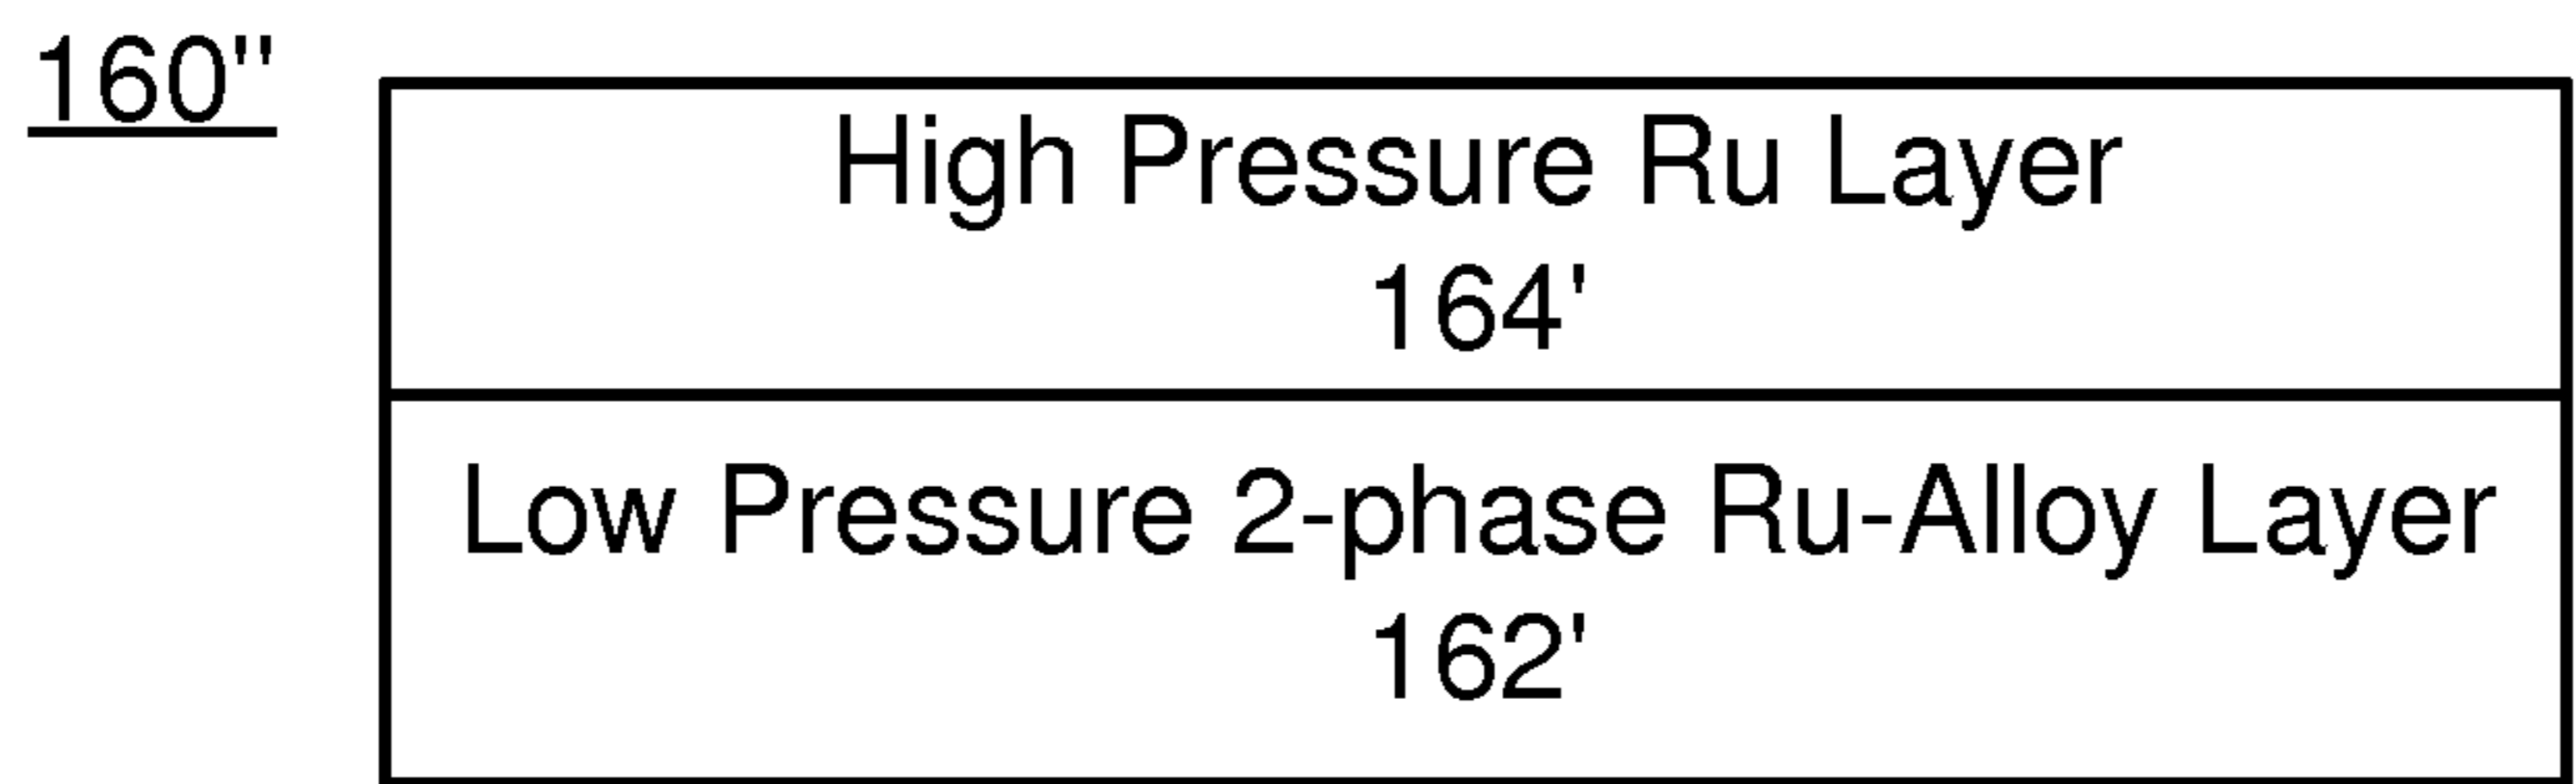 160"
High Pressure Ru Layer
164'
Low Pressure 2-phase Ru-Alloy Layer
162'